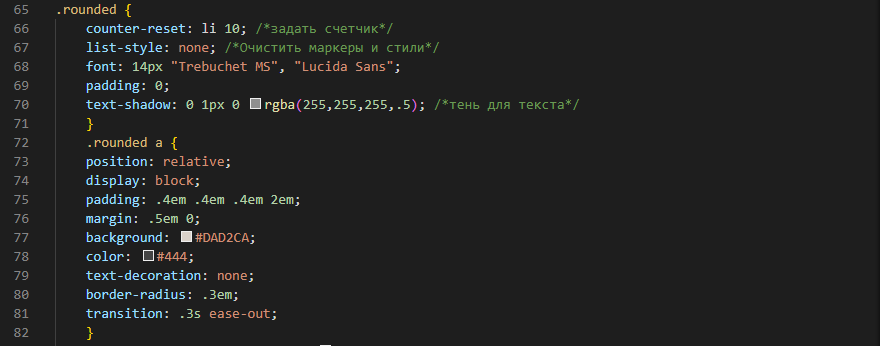 65 .rounded {
66 counter-reset: li 10; /*задать счетчик*/
67 list-style: none; /*Очистить маркеры и стили*/
68 font: 14px "Trebuchet MS", "Lucida Sans";
69 padding: 0;
70 text-shadow: 0 1px 0 rgba(255,255,255,.5); /*тень для текста*/
71 }
72 .rounded a {
73 position: relative;
74 display: block;
75 padding: .4em .4em .4em 2em;
76 margin: .5em 0;
77 background: #DAD2CA;
78 color: #444;
79 text-decoration: none;
80 border-radius: .3em;
81 transition: .3s ease-out;
82 }